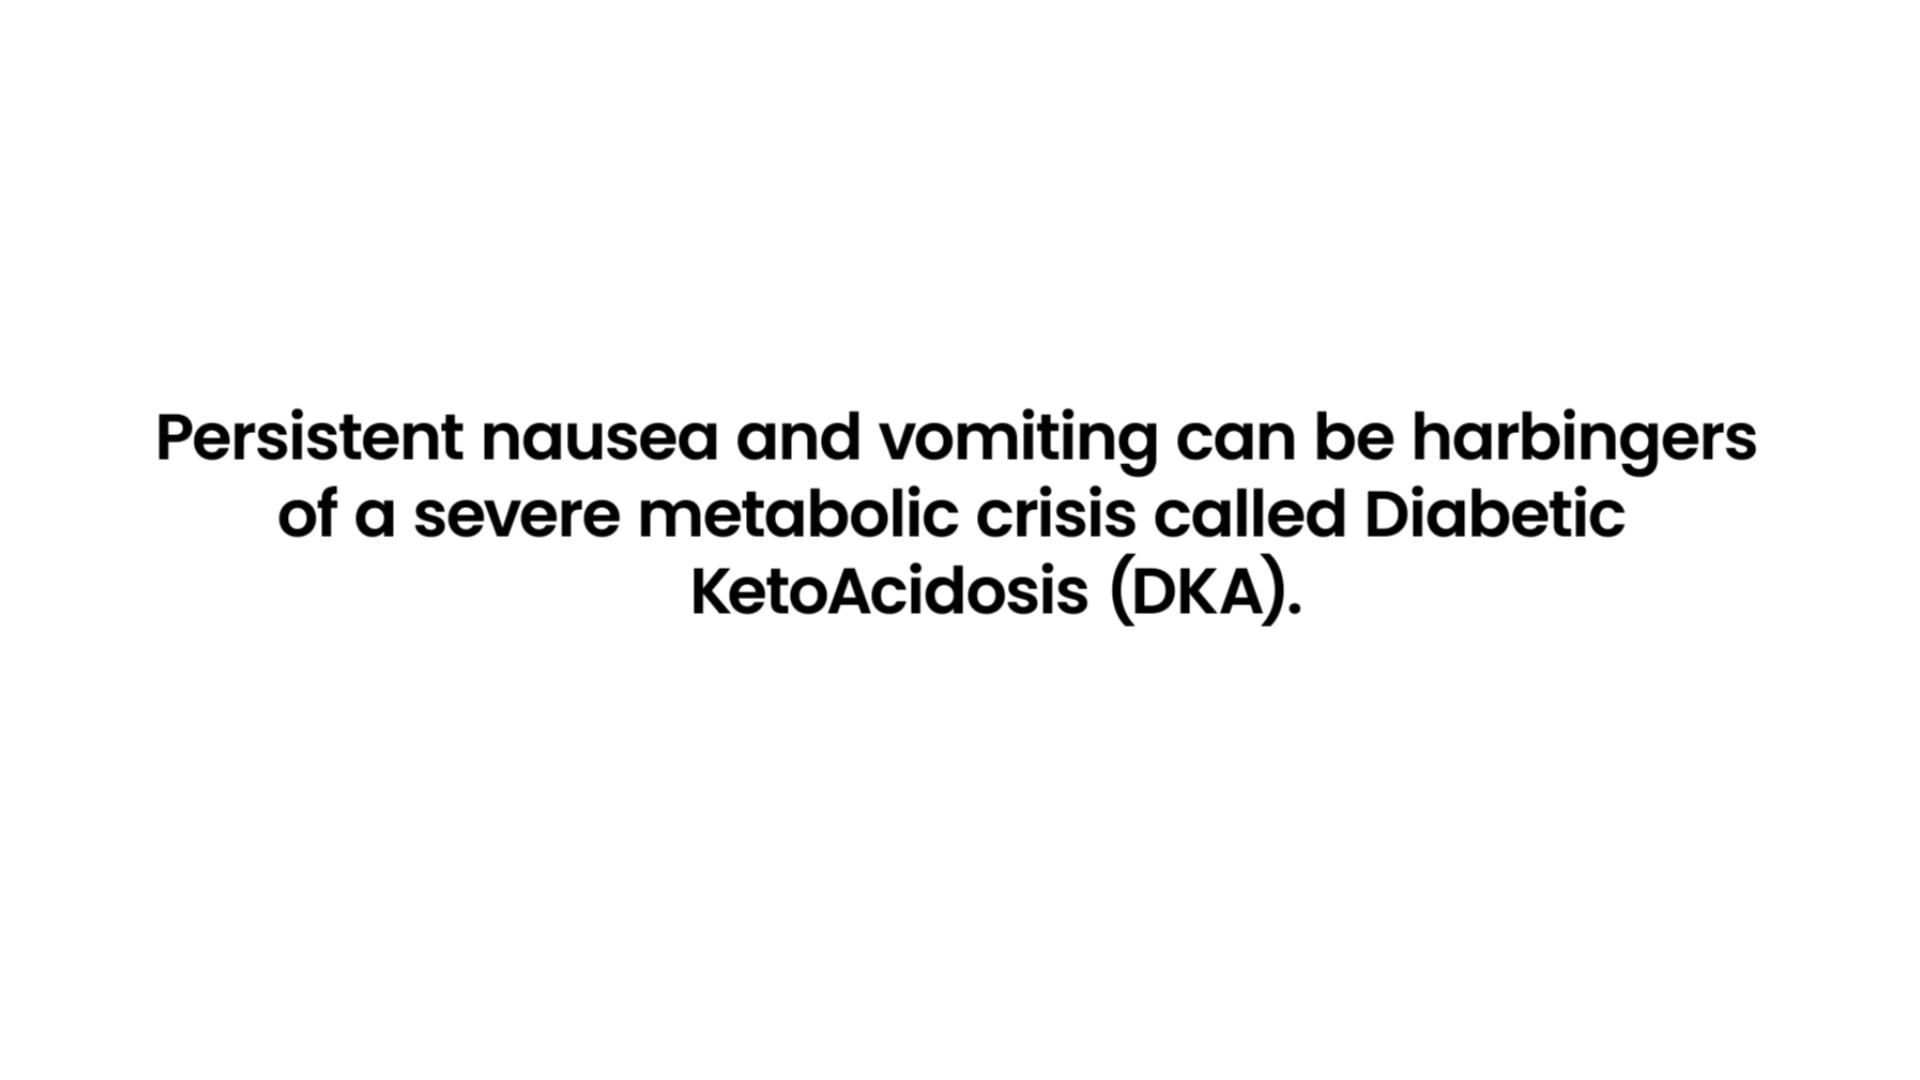 Persistent nausea and vomiting can be harbingers
of a severe metabolic crisis called Diabetic
KetoAcidosis (DKA).